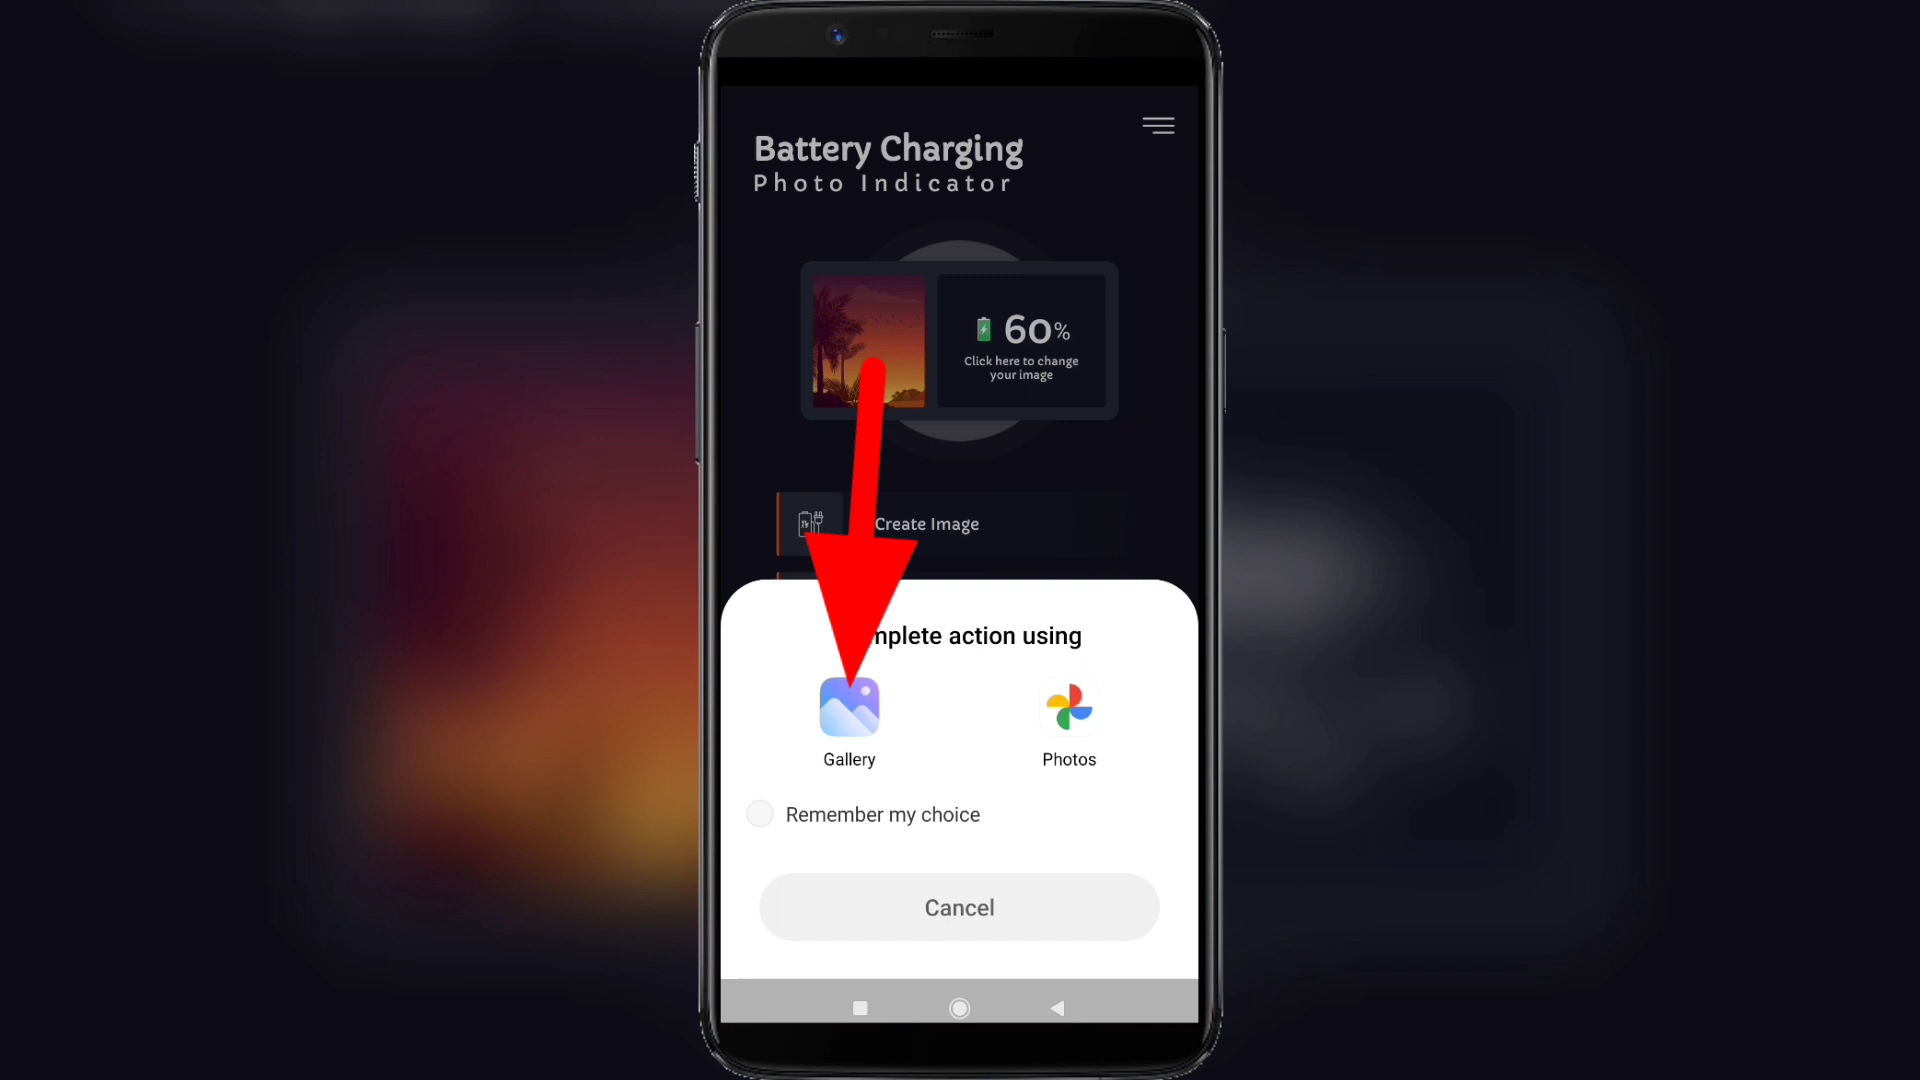 Battery Charging
Photo Indicator
60%
Click here to change
your image
Create Image
mplete action using
Gallery
Photos
Remember my choice
Cancel